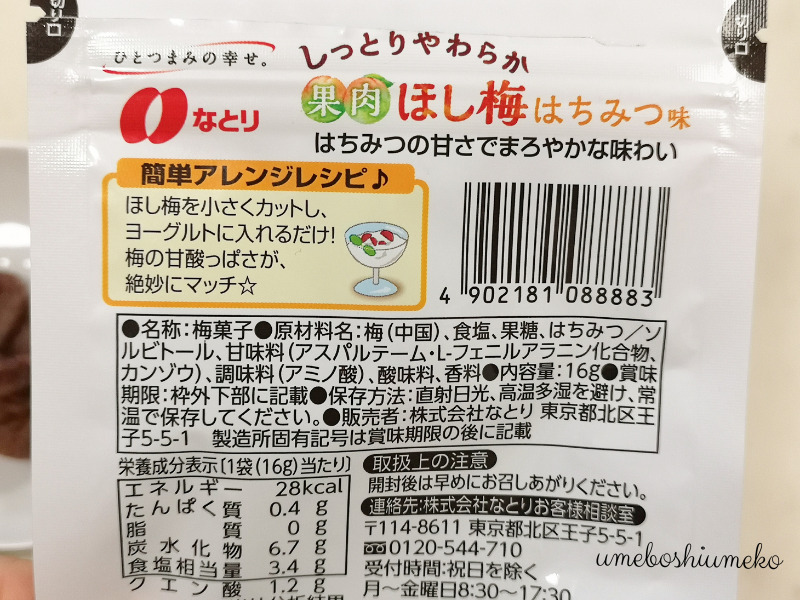 切り口
切り口
ひとつまみの幸せ。
なとり
しっとりやわらか
果肉ほし梅はちみつ味
はちみつの甘さでまろやかな味わい
簡単アレンジレシピ♪
ほし梅を小さくカットし、
ヨーグルトに入れるだけ!
梅の甘酸っぱさが、
絶妙にマッチ☆
4 902181 088883
●名称:梅菓子●原材料名:梅(中国)、食塩、果糖、はちみつ/ソ
ルビトール、甘味料(アスパルテーム・L-フェニルアラニン化合物、
カンゾウ)、調味料(アミノ酸)、酸味料、香料●内容量:16g●賞味
期限:枠外下部に記載●保存方法:直射日光、高温多湿を避け、常
温で保存してください。●販売者:株式会社なとり 東京都北区王
子5-5-1 製造所固有記号は賞味期限の後に記載
栄養成分表示〔1袋(16g)当たり〕
エネルギー 28kcal
たんぱく質 0.4 g
脂質 0 g
炭水化物 6.7 g
食塩相当量 3.4 g
クエン酸 1.2 g
取扱上の注意
開封後は早めにお召しあがりください。
連絡先:株式会社なとりお客様相談室
〒114-8611 東京都北区王子5-5-1
0120-544-710
受付時間:祝日を除く
月〜金曜日8:30〜17:30
umeboshiumeko